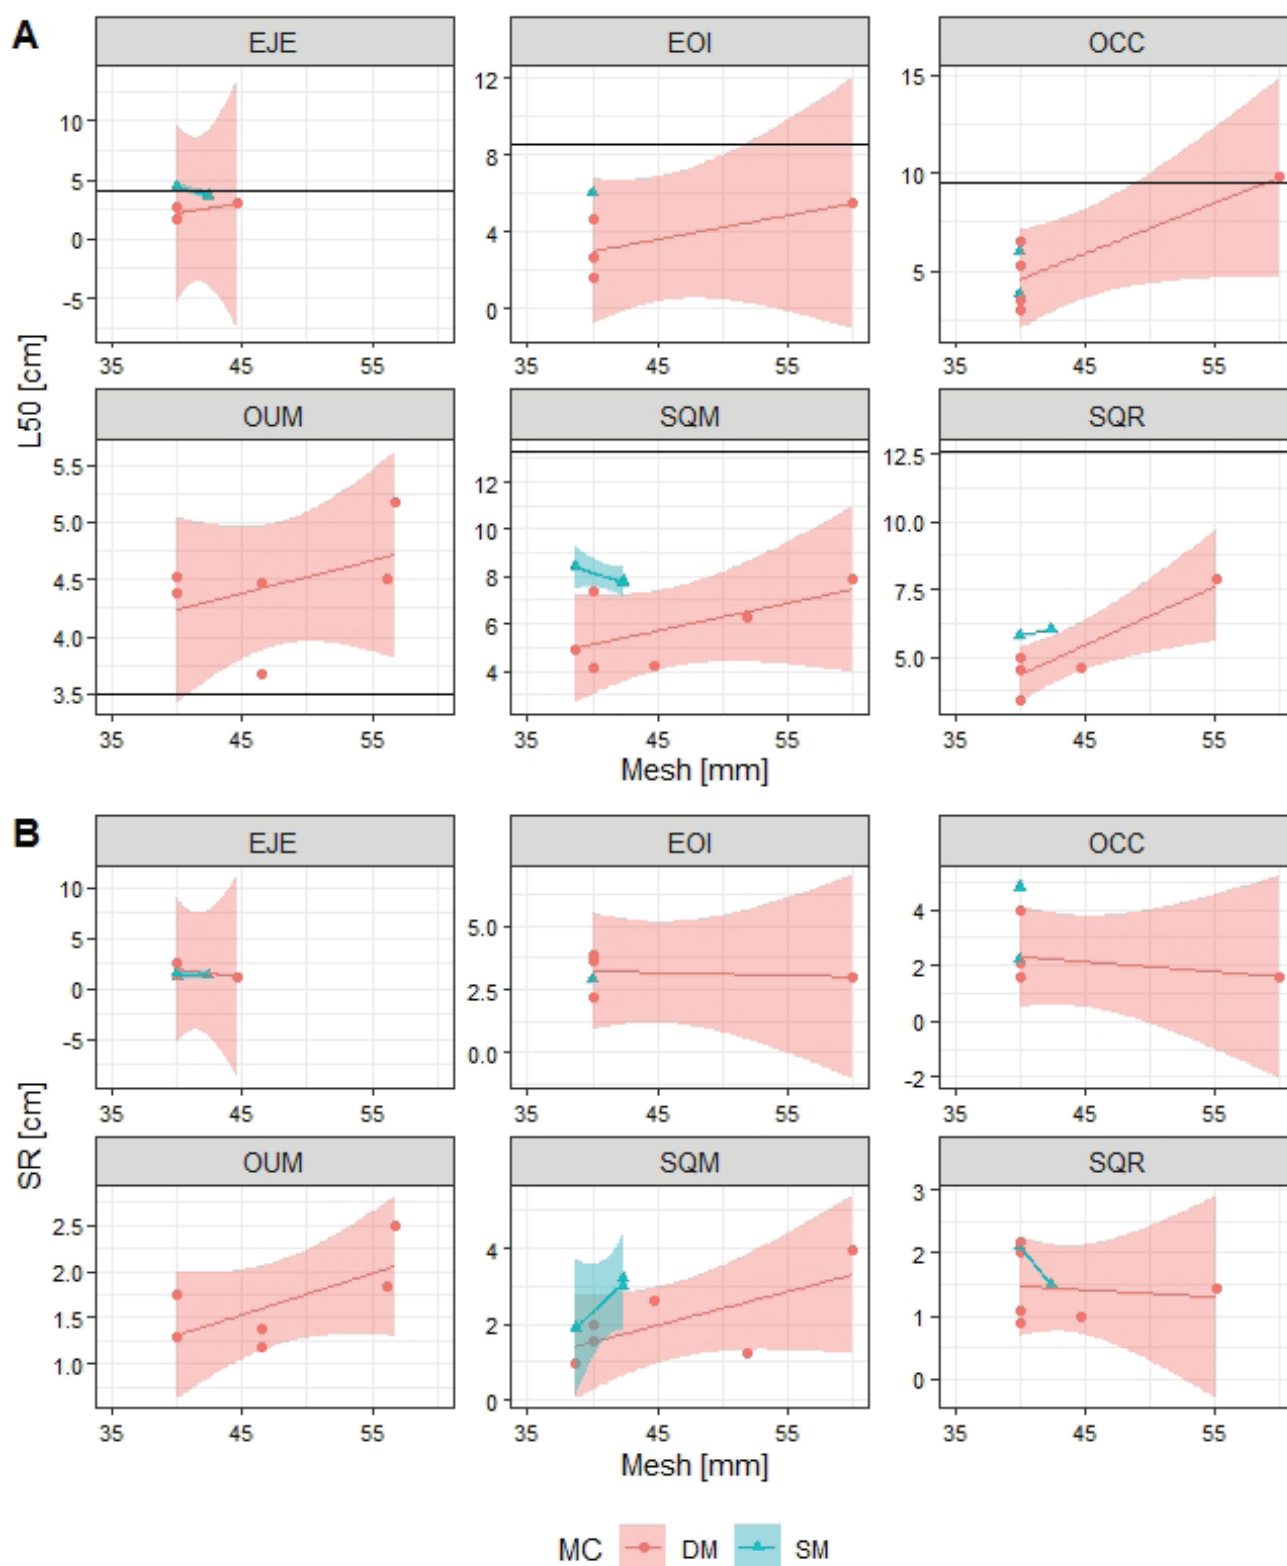 A
EJE EOI OCC
10 5 0 -5
12 8 4 0
15 10 5
35 45 55 35 45 55 35 45 55
L50 [cm]
OUM SQM SQR
5.5 5.0 4.5 4.0 3.5
12 10 8 6 4
12.5 10.0 7.5 5.0
35 45 55 35 45 55 35 45 55
Mesh [mm]
B
EJE EOI OCC
10 5 0 -5
5.0 2.5 0.0
4 2 0 -2
35 45 55 35 45 55 35 45 55
SR [cm]
OUM SQM SQR
2.5 2.0 1.5 1.0
4 2 0
3 2 1 0
35 45 55 35 45 55 35 45 55
Mesh [mm]
MC DM SM